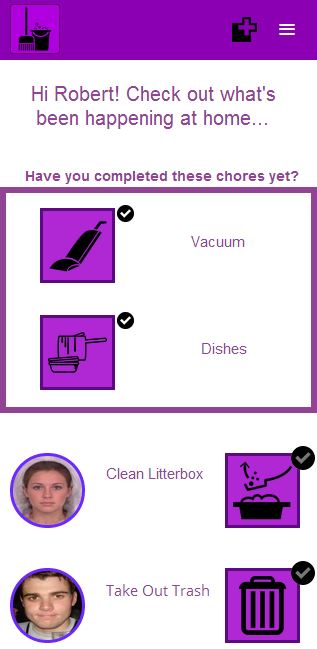 Hi Robert! Check out what's
been happening at home...
Have you completed these chores yet?
Vacuum
Dishes
Clean Litterbox
Take Out Trash